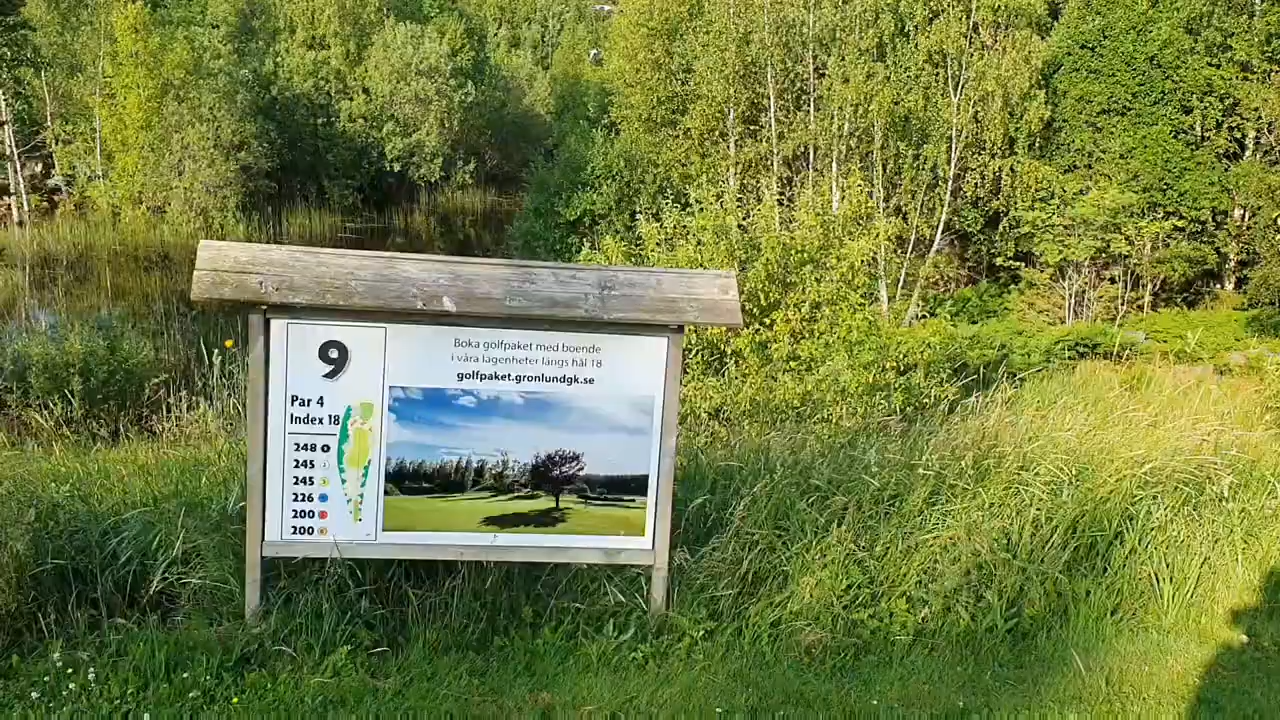 9
Par 4
Index 18
248
245
245
226
200
200
Boka golfpaket med boende
i våra lägenheter längs hål 18
golfpaket.gronlundgk.se